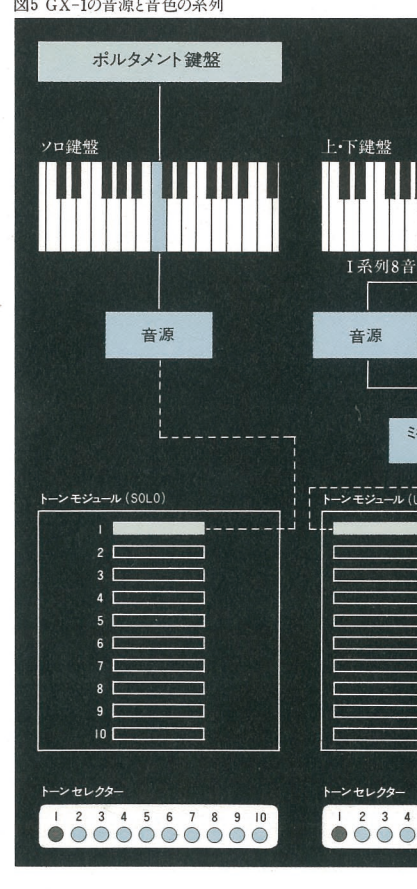 図5 GX-1の音源と音色の系列
ポルタメント鍵盤
ソロ鍵盤
上・下鍵盤
I系列8音
音源
音源
ミ
トーンモジュール (SOLO)
トーンモジュール (U
1
2
3
4
5
6
7
8
9
10
トーンセレクター
1 2 3 4 5 6 7 8 9 10
トーンセレクター
1 2 3 4